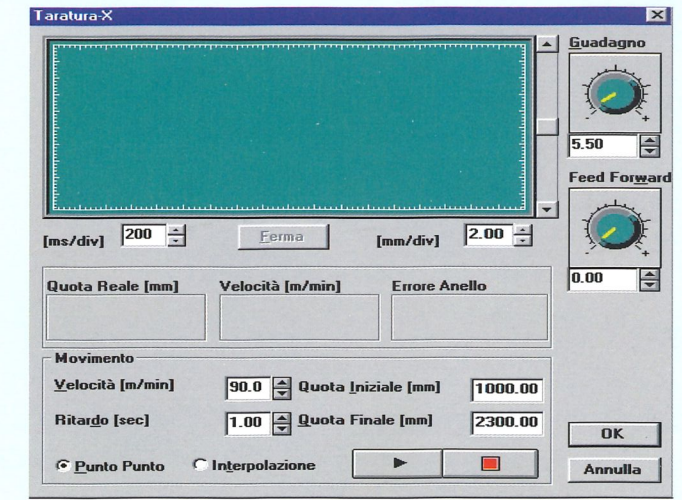 Taratura-X
Guadagno
- +
5.50
Feed Forward
- +
0.00
[ms/div] 200 Ferma [mm/div] 2.00
Quota Reale [mm] Velocità [m/min] Errore Anello
Movimento
Velocità [m/min] 90.0 Quota Iniziale [mm] 1000.00
Ritardo [sec] 1.00 Quota Finale [mm] 2300.00
Punto Punto Interpolazione
OK
Annulla